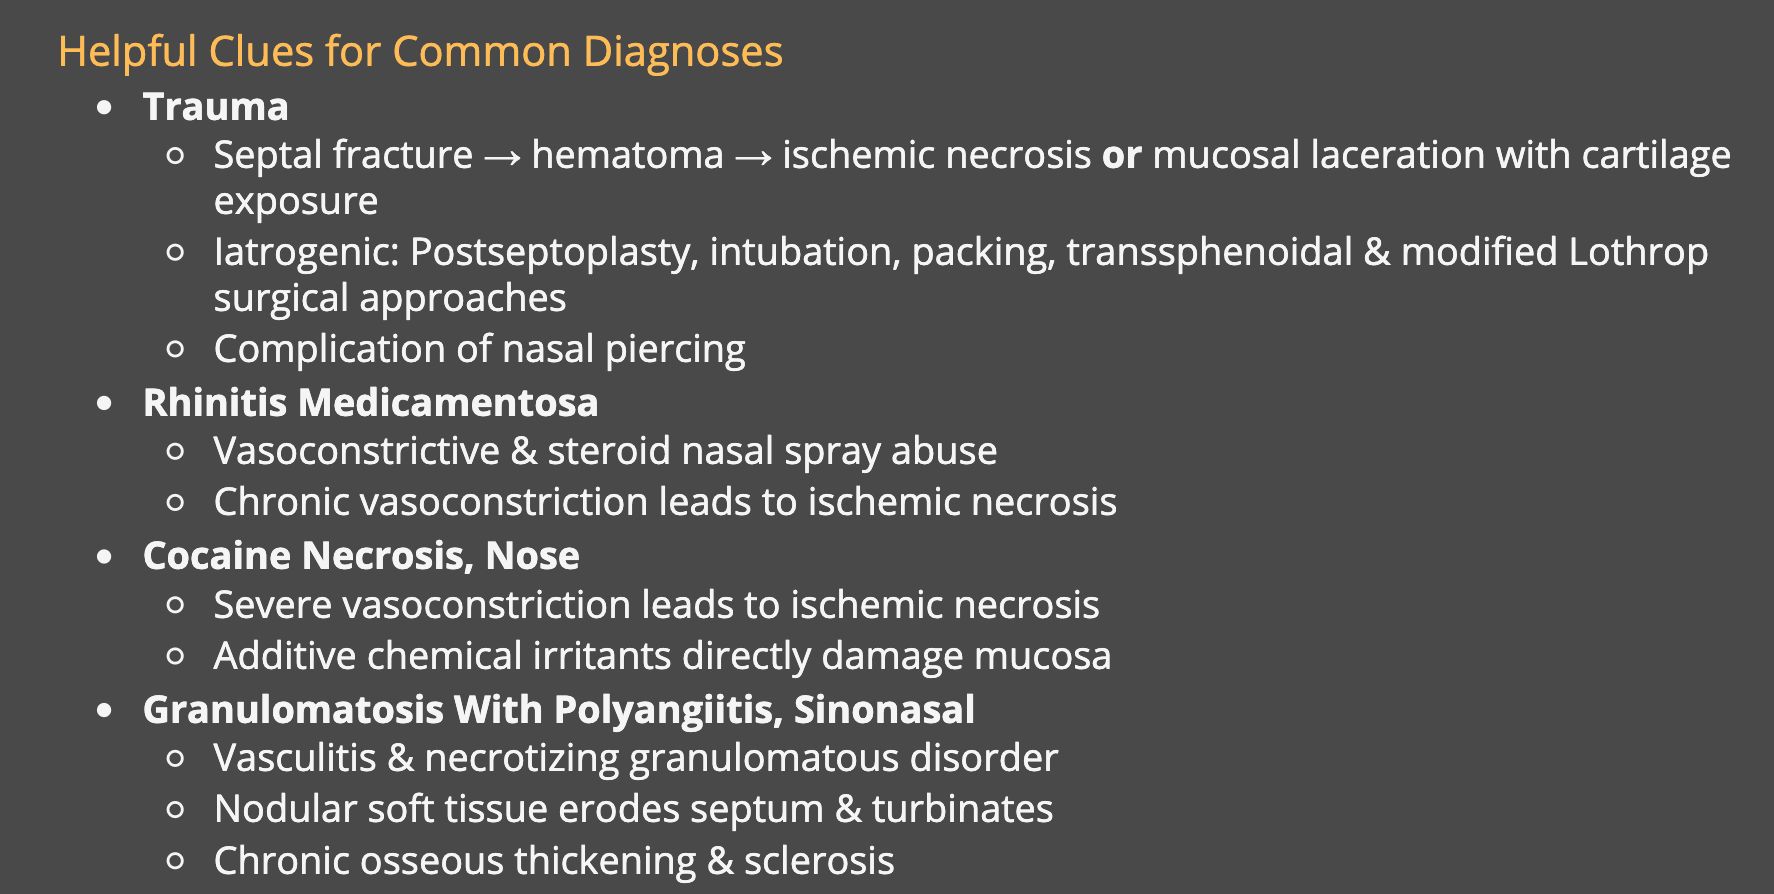 Helpful Clues for Common Diagnoses
• Trauma
○ Septal fracture → hematoma → ischemic necrosis or mucosal laceration with cartilage
exposure
○ Iatrogenic: Postseptoplasty, intubation, packing, transsphenoidal & modified Lothrop
surgical approaches
○ Complication of nasal piercing
• Rhinitis Medicamentosa
○ Vasoconstrictive & steroid nasal spray abuse
○ Chronic vasoconstriction leads to ischemic necrosis
• Cocaine Necrosis, Nose
○ Severe vasoconstriction leads to ischemic necrosis
○ Additive chemical irritants directly damage mucosa
• Granulomatosis With Polyangiitis, Sinonasal
○ Vasculitis & necrotizing granulomatous disorder
○ Nodular soft tissue erodes septum & turbinates
○ Chronic osseous thickening & sclerosis